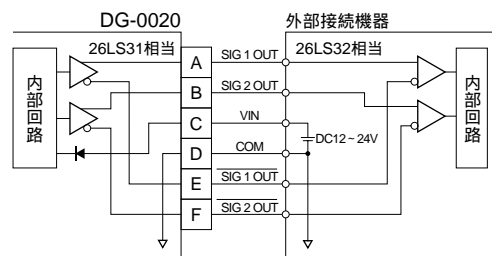 DG-0020
外部接続機器
26LS31相当
26LS32相当
内部回路
内部回路
A SIG 1 OUT
B SIG 2 OUT
C VIN
DC12~24V
D COM
E SIG 1 OUT
F SIG 2 OUT